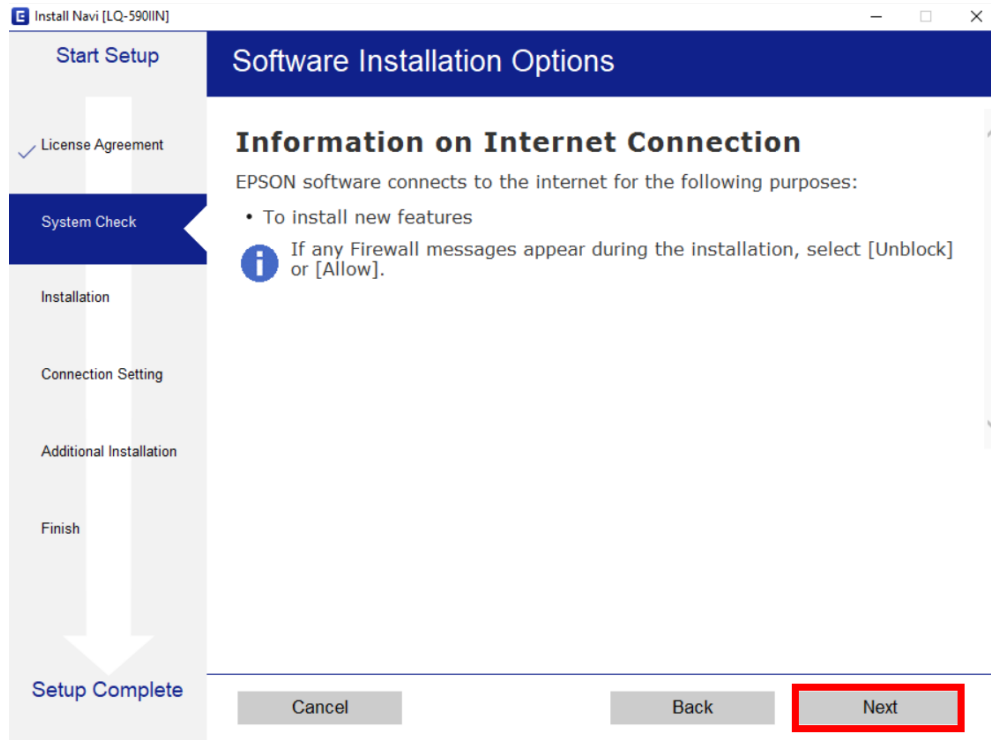 E Install Navi [LQ-590IIN]
Start Setup
License Agreement
System Check
Installation
Connection Setting
Additional Installation
Finish
Setup Complete
Software Installation Options
Information on Internet Connection
EPSON software connects to the internet for the following purposes:
• To install new features
i If any Firewall messages appear during the installation, select [Unblock]
or [Allow].
Cancel
Back
Next